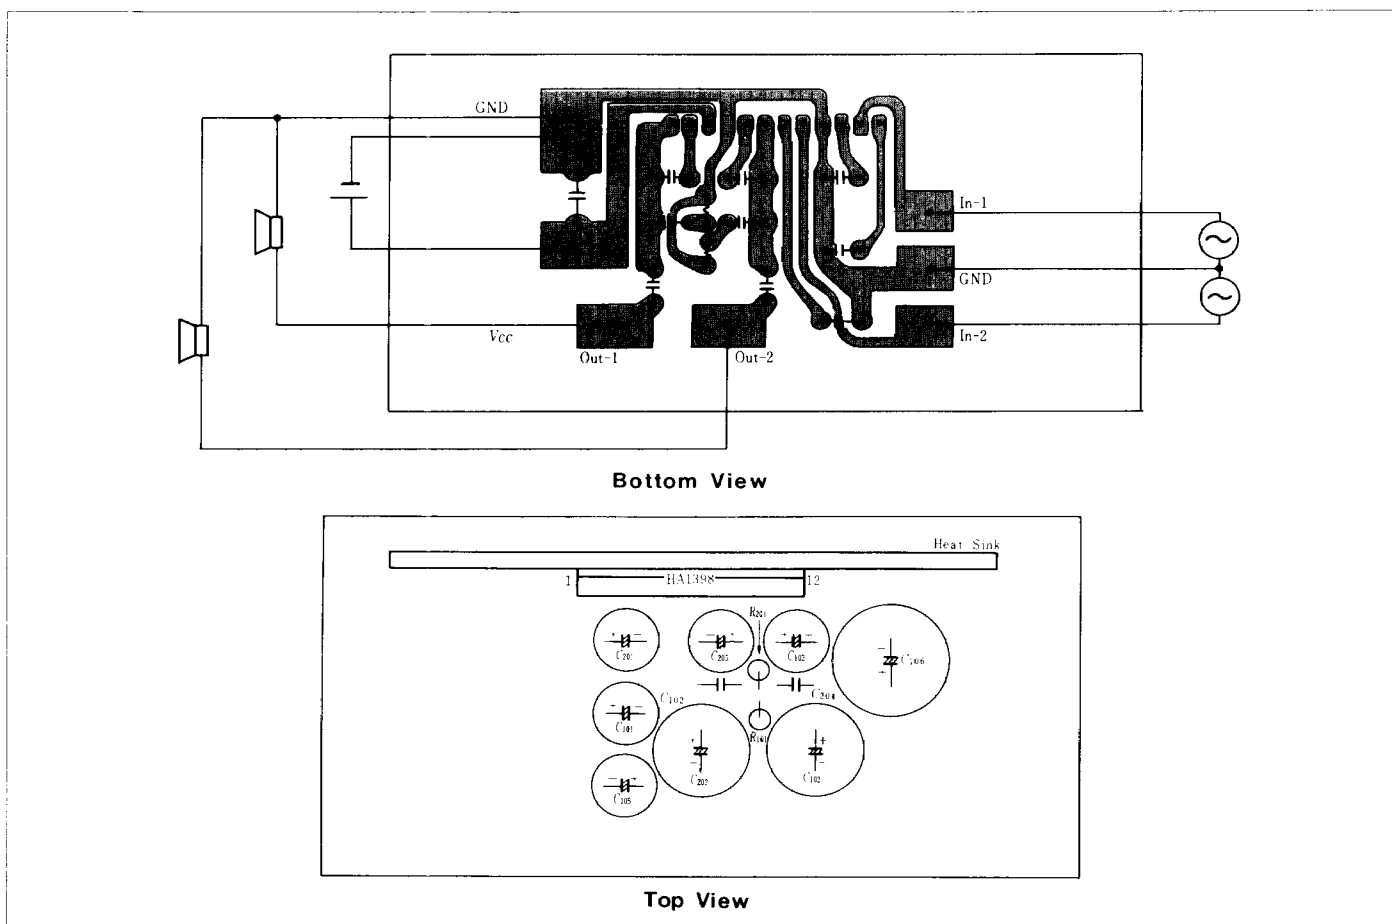 GND
In-1
GND
Vcc
In-2
Out-1
Out-2
Bottom View
Heat Sink
1
HA1398
12
R201
C201
C203
C103
C106
C102
C204
C101
R101
C202
C102
C105
Top View